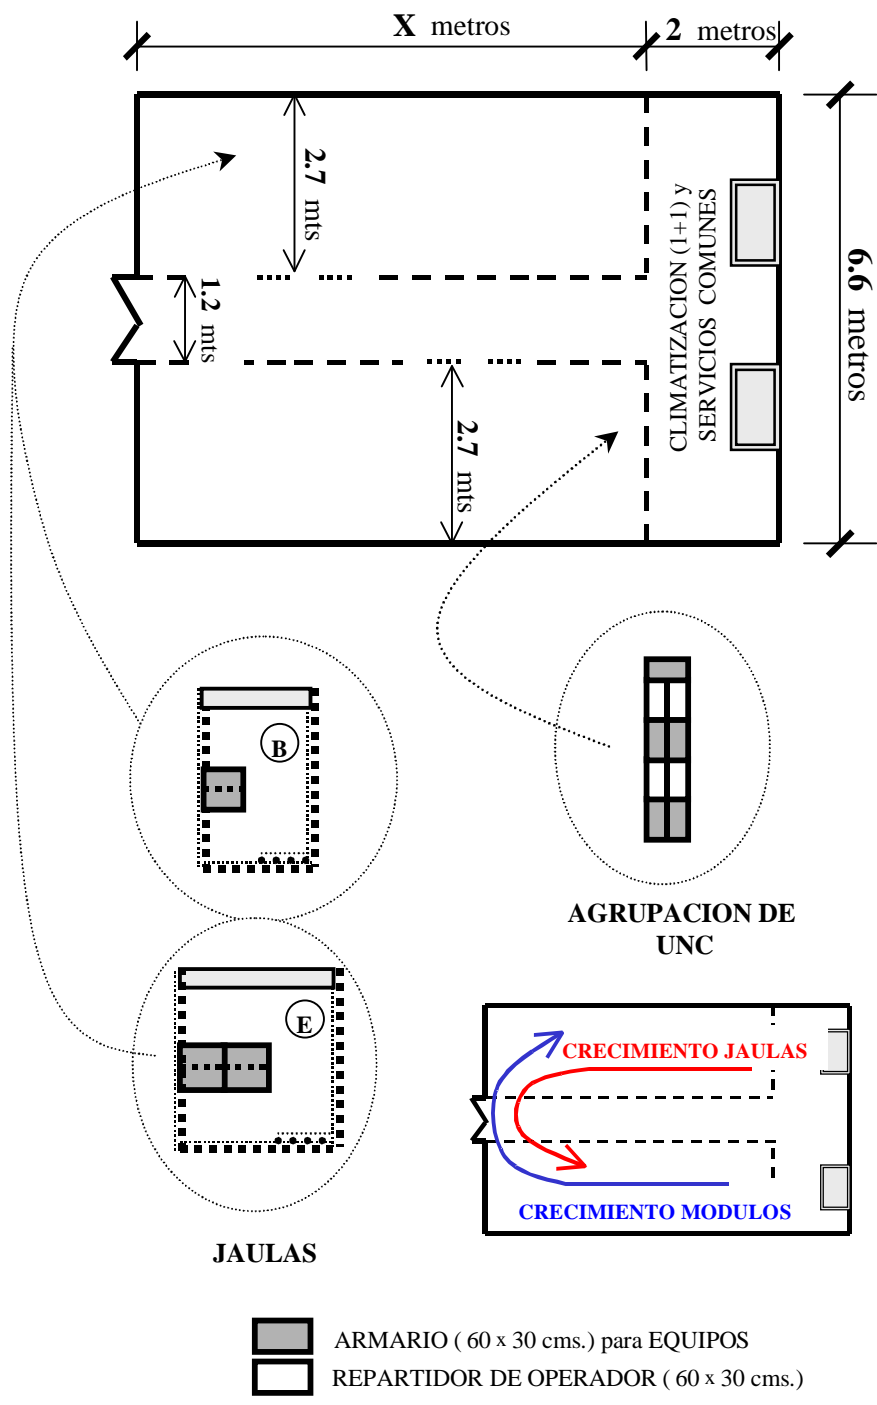 X metros
2 metros
2.7 mts
1.2 mts
2.7 mts
CLIMATIZACION (1+1) y
SERVICIOS COMUNES
6.6 metros
B
AGRUPACION DE
UNC
E
JAULAS
CRECIMIENTO JAULAS
CRECIMIENTO MODULOS
ARMARIO ( 60 x 30 cms.) para EQUIPOS
REPARTIDOR DE OPERADOR ( 60 x 30 cms.)